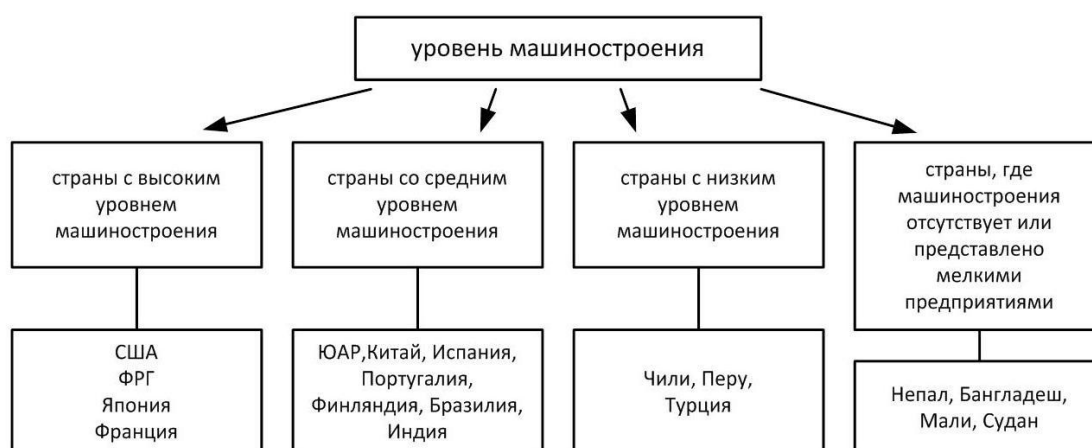 уровень машиностроения
страны с высоким
уровнем
машиностроения
страны со средним
уровнем
машиностроения
страны с низким
уровнем
машиностроения
страны, где
машиностроения
отсутствует или
представлено
мелкими
предприятиями
США
ФРГ
Япония
Франция
ЮАР,Китай, Испания,
Португалия,
Финляндия, Бразилия,
Индия
Чили, Перу,
Турция
Непал, Бангладеш,
Мали, Судан